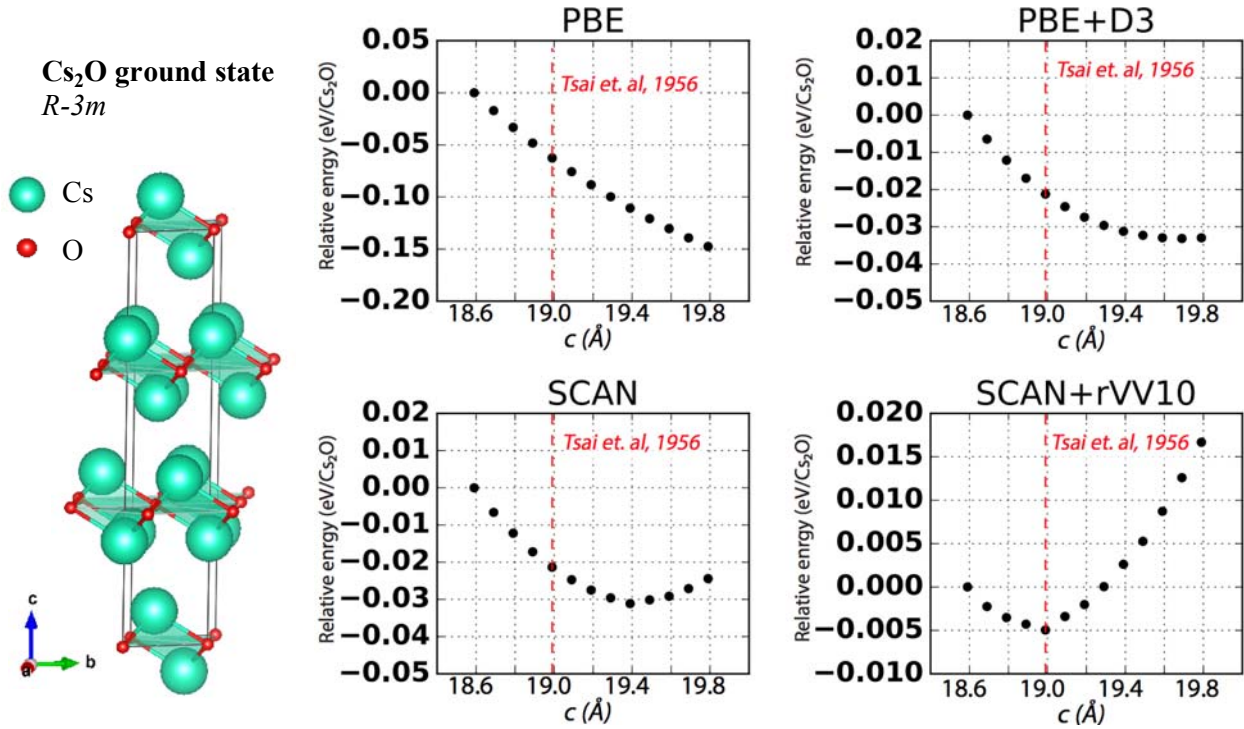 Cs₂O ground state
R-3m
Cs
O
c
a
b
PBE
Relative enrgy (eV/Cs₂O)
0.05
0.00
−0.05
−0.10
−0.15
−0.20
Tsai et. al, 1956
18.6 19.0 19.4 19.8
c (Å)
PBE+D3
Relative enrgy (eV/Cs₂O)
0.02
0.01
0.00
−0.01
−0.02
−0.03
−0.04
−0.05
Tsai et. al, 1956
18.6 19.0 19.4 19.8
c (Å)
SCAN
Relative enrgy (eV/Cs₂O)
0.02
0.00
−0.01
−0.02
−0.03
−0.04
−0.05
Tsai et. al, 1956
18.6 19.0 19.4 19.8
c (Å)
SCAN+rVV10
Relative enrgy (eV/Cs₂O)
0.020
0.015
0.010
0.005
0.000
−0.005
−0.010
Tsai et. al, 1956
18.6 19.0 19.4 19.8
c (Å)